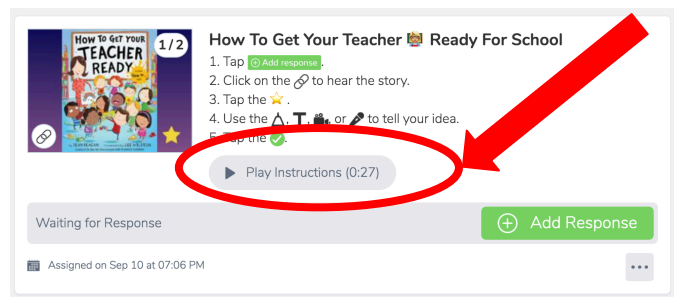 How To Get Your
TEACHER
READY
1/2
How To Get Your Teacher Ready For School
1. Tap Add response.
2. Click on the to hear the story.
3. Tap the .
4. Use the , T, , or to tell your idea.
5. Tap the .
Play Instructions (0:27)
Waiting for Response
Add Response
Assigned on Sep 10 at 07:06 PM